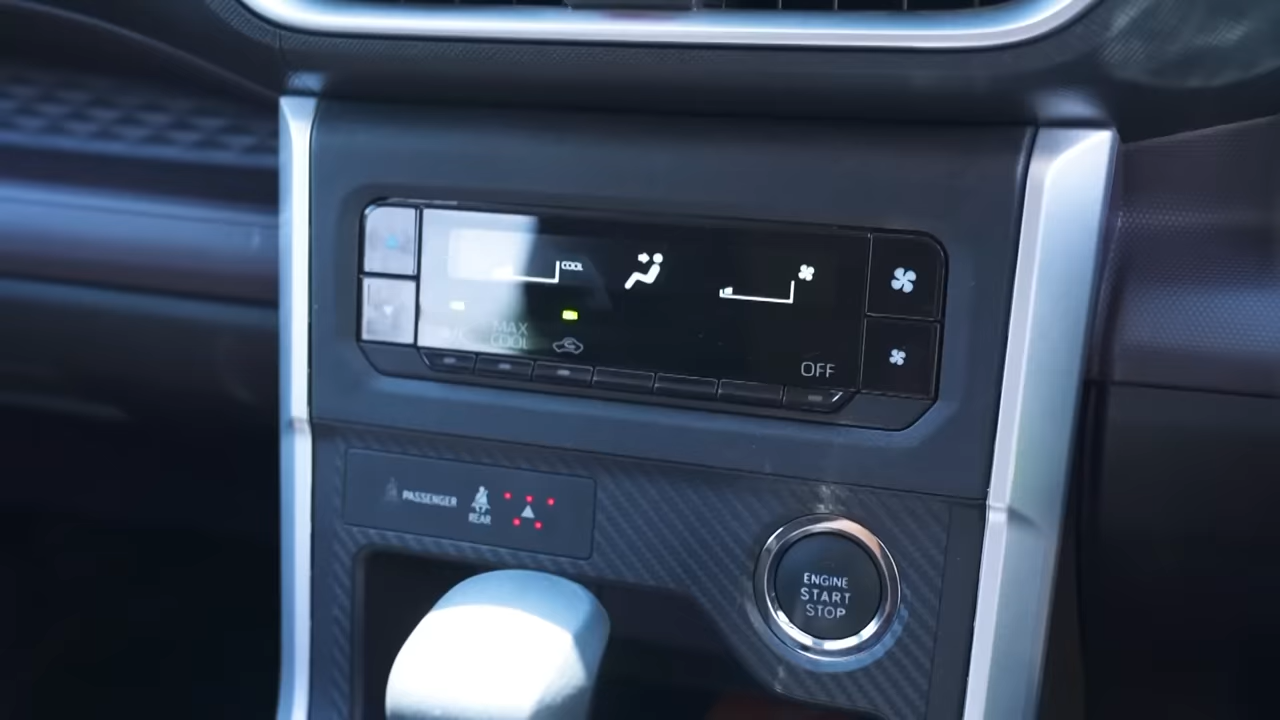 COOL
MAX
COOL
OFF
PASSENGER
REAR
ENGINE
START
STOP